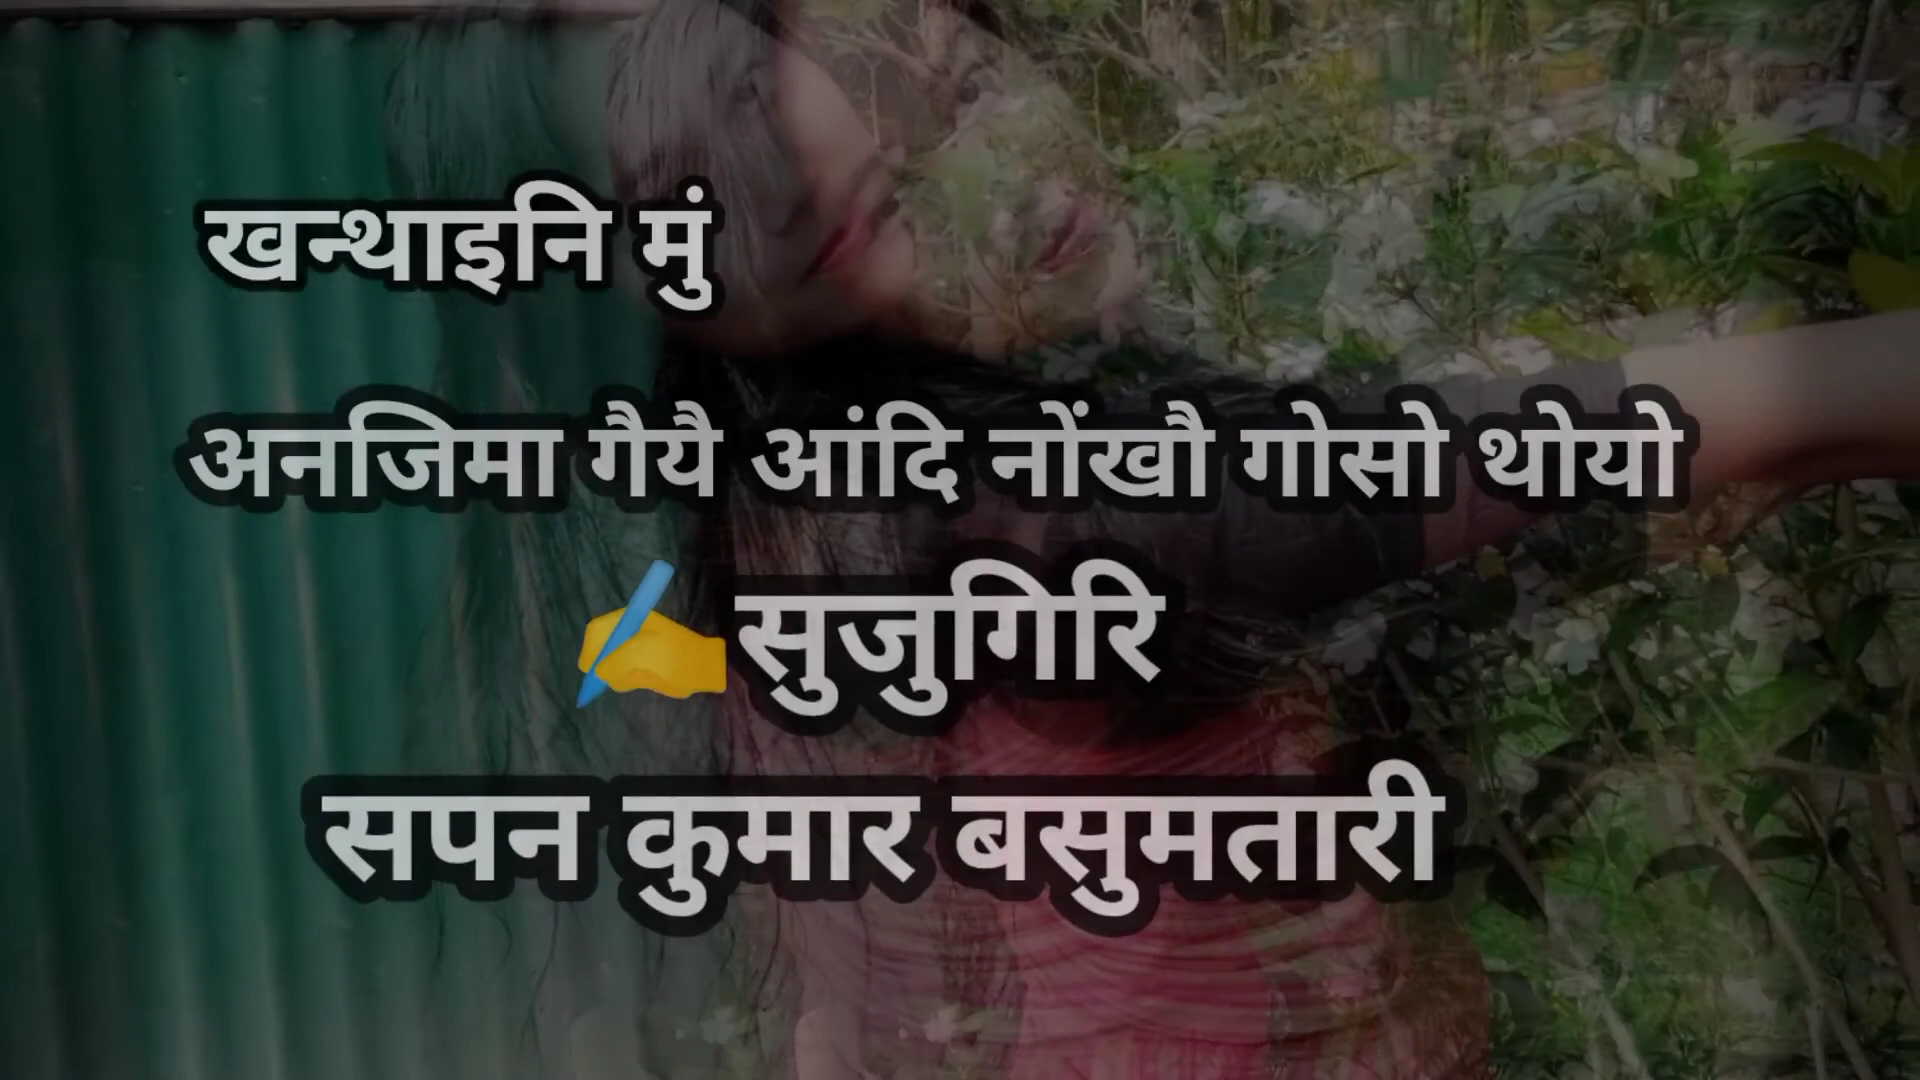 खन्थाइनि मुं
अनजिमा गैयै आंदि नोंखौ गोसो थोयो
✍️सुजुगिरि
सपन कुमार बसुमतारी